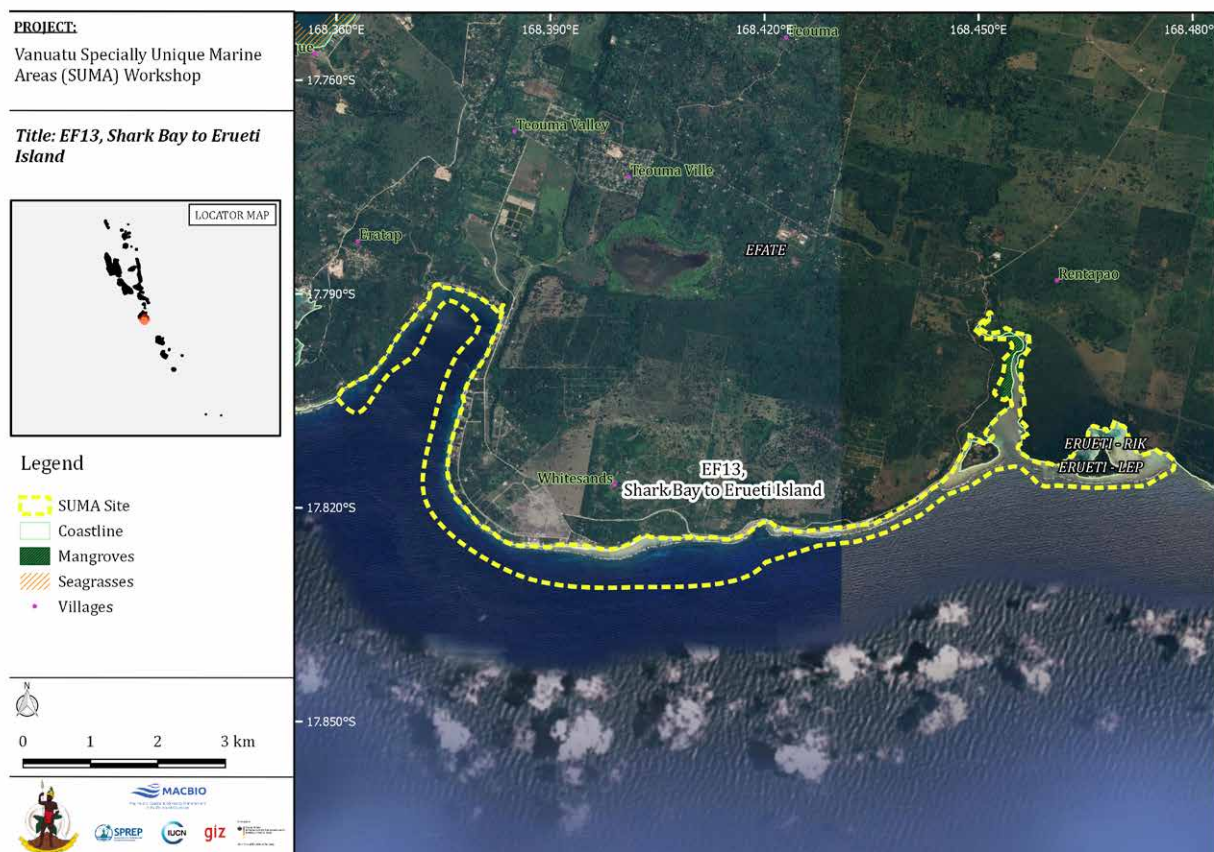 PROJECT:
Vanuatu Specially Unique Marine
Areas (SUMA) Workshop
Title: EF13, Shark Bay to Erueti
Island
LOCATOR MAP
Legend
SUMA Site
Coastline
Mangroves
Seagrasses
Villages
N
0 1 2 3 km
MACBIO
SPREP
IUCN
giz
168.360°E
168.390°E
168.420°E
168.450°E
168.480°E
Teouma
17.760°S
Teouma Valley
Teouma Ville
Eratap
EFATE
Rentapao
17.790°S
ERUETI - RIK
ERUETI - LEP
Whitesands
EF13,
Shark Bay to Erueti Island
17.820°S
17.850°S